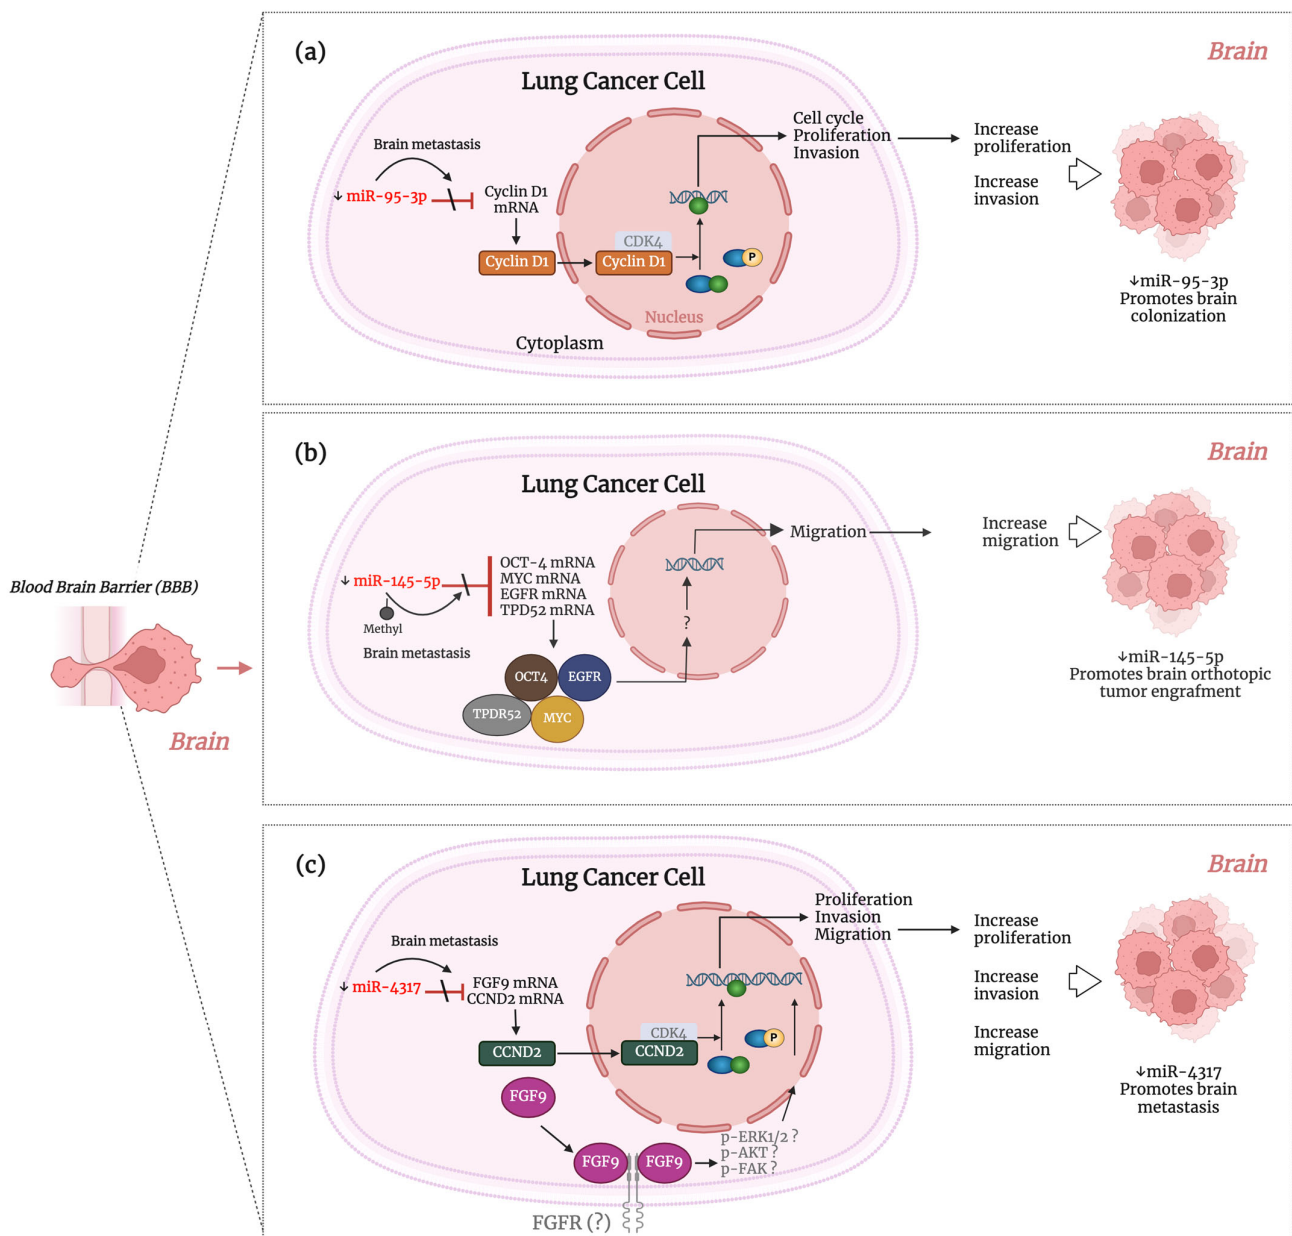 Blood Brain Barrier (BBB)
Brain
(a)
Brain
Lung Cancer Cell
Brain metastasis
↓ miR-95-3p
Cyclin D1
mRNA
Cyclin D1
CDK4
Cyclin D1
P
Nucleus
Cytoplasm
Cell cycle
Proliferation
Invasion
Increase
proliferation
Increase
invasion
↓miR-95-3p
Promotes brain
colonization
(b)
Brain
Lung Cancer Cell
↓ miR-145-5p
Methyl
Brain metastasis
OCT-4 mRNA
MYC mRNA
EGFR mRNA
TPD52 mRNA
OCT4
EGFR
TPDR52
MYC
?
Migration
Increase
migration
↓miR-145-5p
Promotes brain orthotopic
tumor engrafment
(c)
Brain
Lung Cancer Cell
Brain metastasis
↓ miR-4317
FGF9 mRNA
CCND2 mRNA
CCND2
CDK4
CCND2
P
FGF9
FGF9
FGF9
p-ERK1/2 ?
p-AKT ?
p-FAK ?
FGFR (?)
Proliferation
Invasion
Migration
Increase
proliferation
Increase
invasion
Increase
migration
↓miR-4317
Promotes brain
metastasis